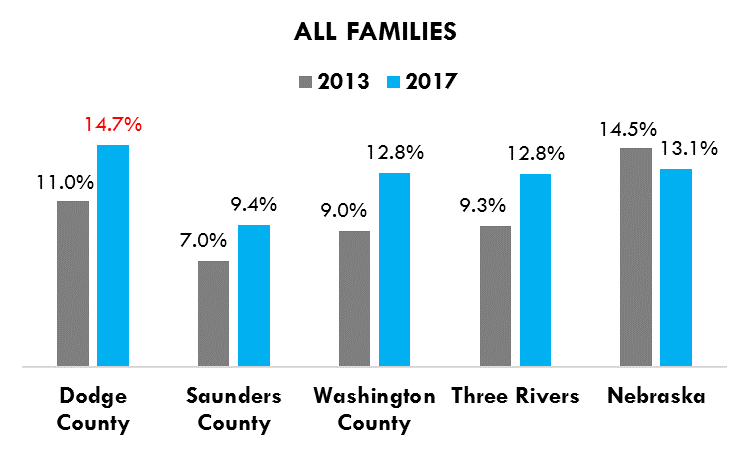 ALL FAMILIES
2013 2017
11.0% 14.7% 7.0% 9.4% 9.0% 12.8% 9.3% 12.8% 14.5% 13.1%
Dodge Saunders Washington Three Rivers Nebraska
County County County